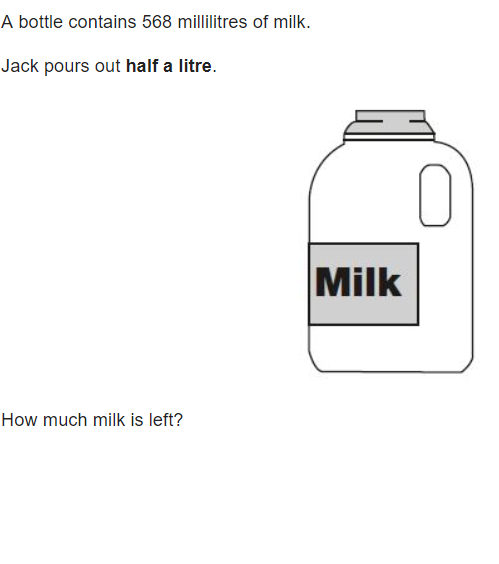 A bottle contains 568 millilitres of milk.
Jack pours out half a litre.
Milk
How much milk is left?